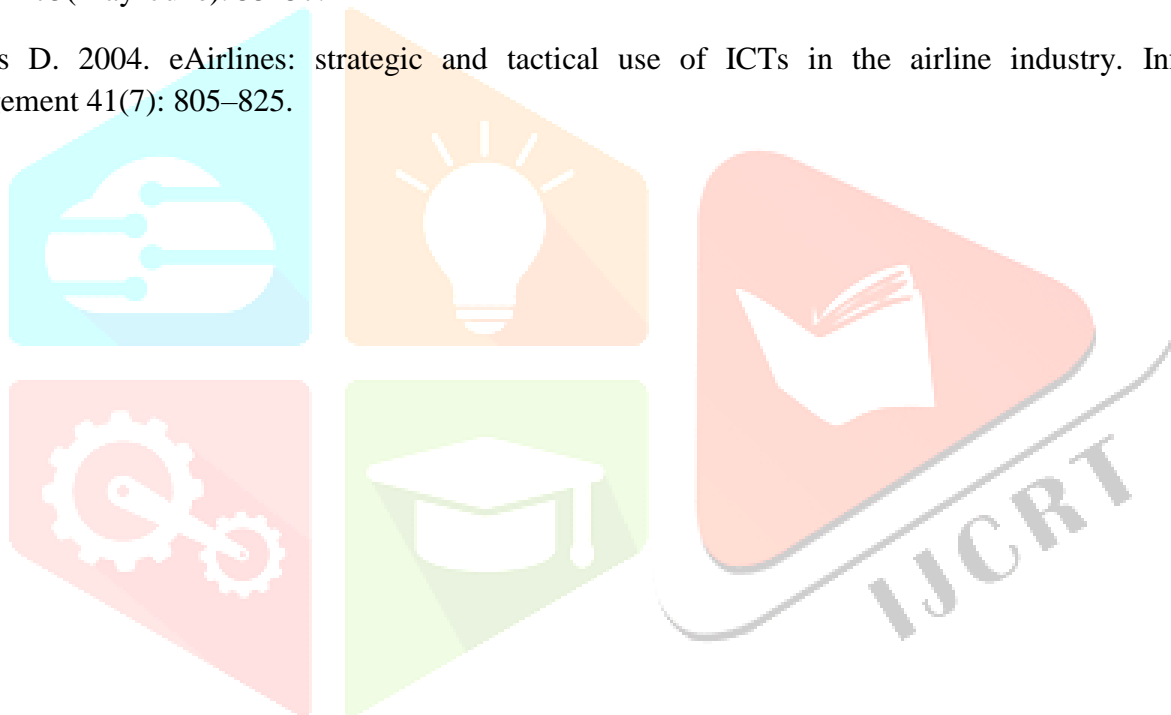 s D. 2004. eAirlines: strategic and tactical use of ICTs in the airline industry. In
ement 41(7): 805–825.
IJCRT